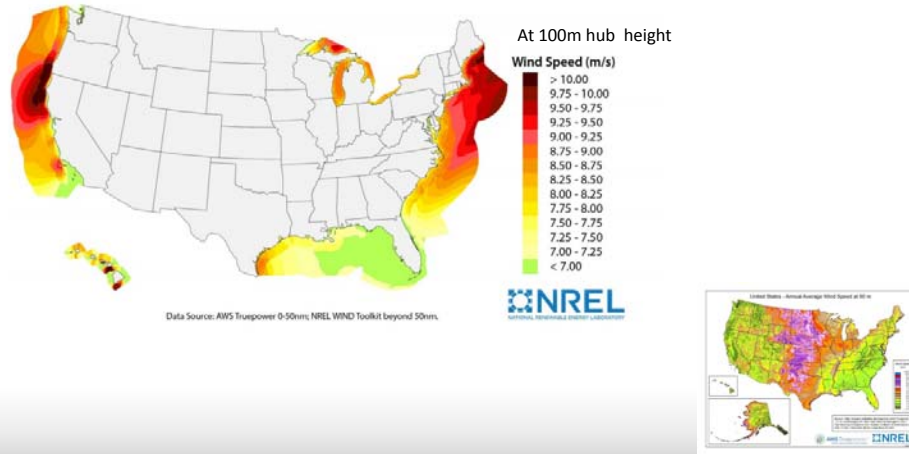 At 100m hub height
Wind Speed (m/s)
> 10.00
9.75 - 10.00
9.50 - 9.75
9.25 - 9.50
9.00 - 9.25
8.75 - 9.00
8.50 - 8.75
8.25 - 8.50
8.00 - 8.25
7.75 - 8.00
7.50 - 7.75
7.25 - 7.50
7.00 - 7.25
< 7.00
NREL
NATIONAL RENEWABLE ENERGY LABORATORY
Data Source: AWS Truepower 0-50nm; NREL WIND Toolkit beyond 50nm.
United States - Annual Average Wind Speed at 80 m
AWS Truepower
NREL